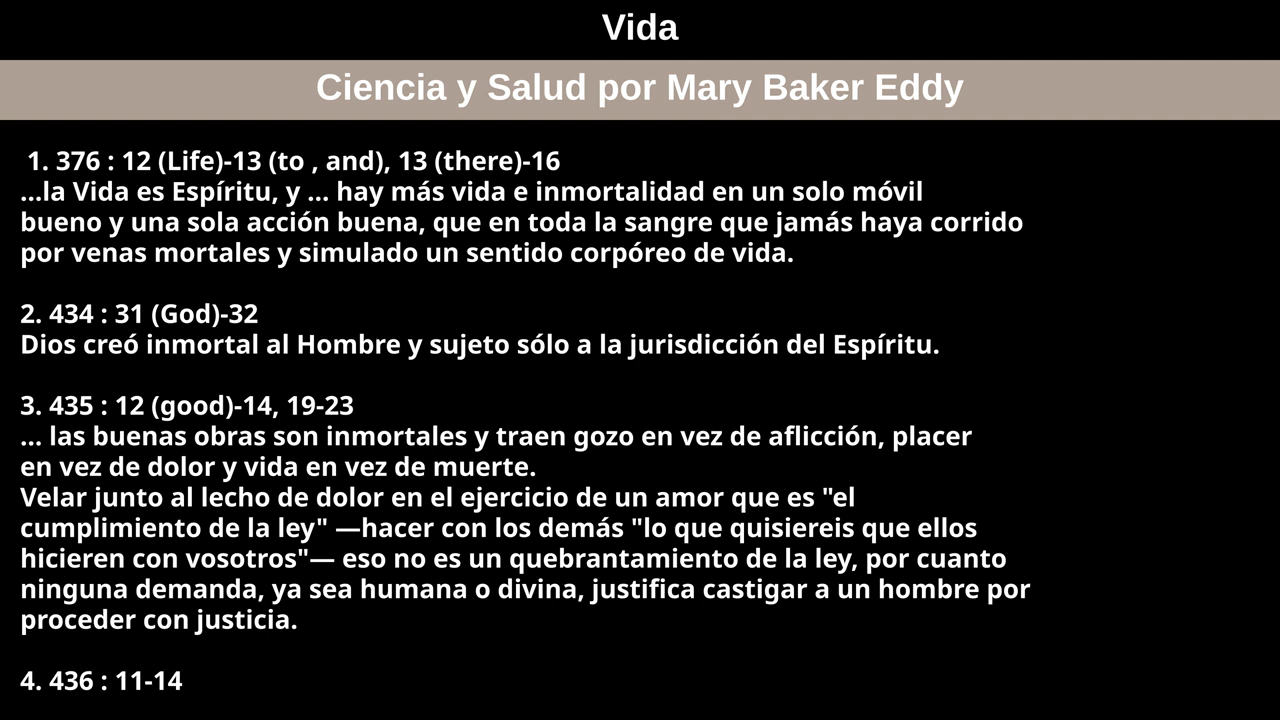 Vida
Ciencia y Salud por Mary Baker Eddy
1. 376 : 12 (Life)-13 (to , and), 13 (there)-16
...la Vida es Espíritu, y ... hay más vida e inmortalidad en un solo móvil
bueno y una sola acción buena, que en toda la sangre que jamás haya corrido
por venas mortales y simulado un sentido corpóreo de vida.
2. 434 : 31 (God)-32
Dios creó inmortal al Hombre y sujeto sólo a la jurisdicción del Espíritu.
3. 435 : 12 (good)-14, 19-23
... las buenas obras son inmortales y traen gozo en vez de aflicción, placer
en vez de dolor y vida en vez de muerte.
Velar junto al lecho de dolor en el ejercicio de un amor que es "el
cumplimiento de la ley" —hacer con los demás "lo que quisiereis que ellos
hicieren con vosotros"— eso no es un quebrantamiento de la ley, por cuanto
ninguna demanda, ya sea humana o divina, justifica castigar a un hombre por
proceder con justicia.
4. 436 : 11-14